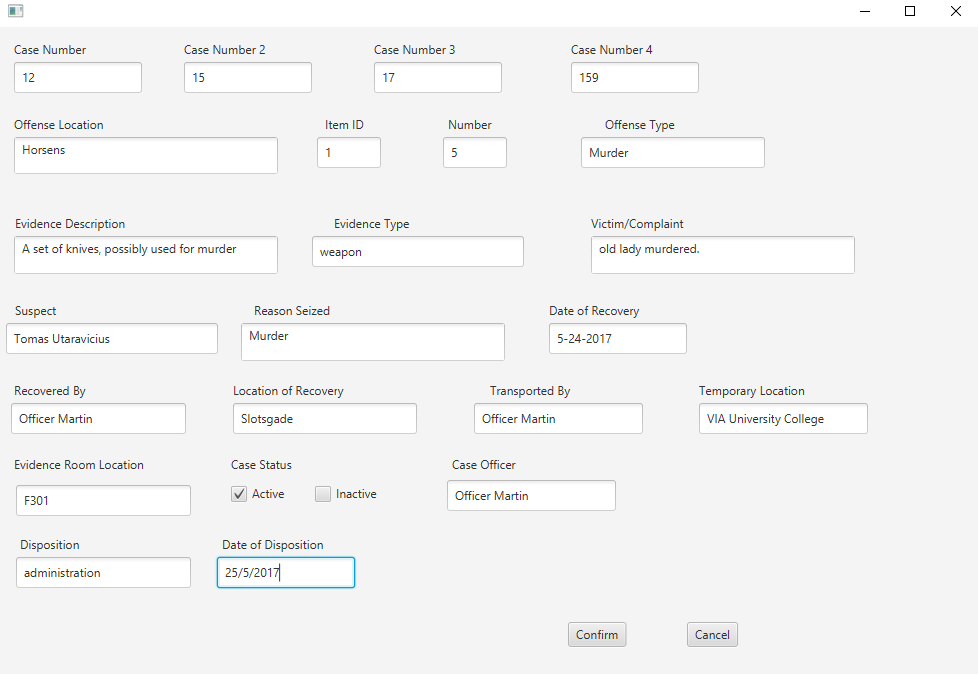 Case Number Case Number 2 Case Number 3 Case Number 4
12 15 17 159
Offense Location Item ID Number Offense Type
Horsens 1 5 Murder
Evidence Description Evidence Type Victim/Complaint
A set of knives, possibly used for murder weapon old lady murdered.
Suspect Reason Seized Date of Recovery
Tomas Utaravicius Murder 5-24-2017
Recovered By Location of Recovery Transported By Temporary Location
Officer Martin Slotsgade Officer Martin VIA University College
Evidence Room Location Case Status Case Officer
F301 Active Inactive Officer Martin
Disposition Date of Disposition
administration 25/5/2017
Confirm Cancel